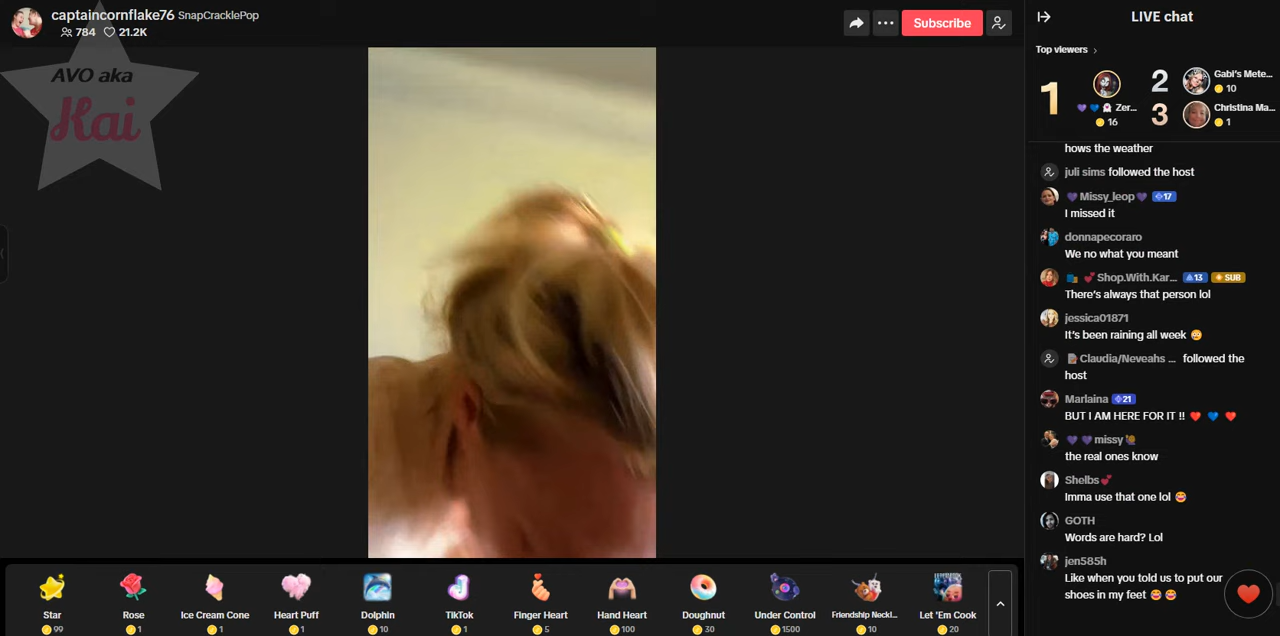 captaincornflake76 SnapCracklePop
784 21.2K
Subscribe
AVO aka
Kai
LIVE chat
Top viewers
1
Zer...
16
2
Gabi's Mete...
10
3
Christina Ma...
1
hows the weather
juli sims followed the host
Missy_leop 17
I missed it
donnapecoraro
We no what you meant
Shop.With.Kar... 13 SUB
There's always that person lol
jessica01871
It's been raining all week
Claudia/Neveahs ... followed the
host
Marlaina 21
BUT I AM HERE FOR IT !!
missy
the real ones know
Shelbs
Imma use that one lol
GOTH
Words are hard? Lol
jen585h
Like when you told us to put our
shoes in my feet
Star Rose Ice Cream Cone Heart Puff Dolphin TikTok Finger Heart Hand Heart Doughnut Under Control Friendship Neckl... Let 'Em Cook
99 1 1 1 10 1 5 100 30 1500 10 20